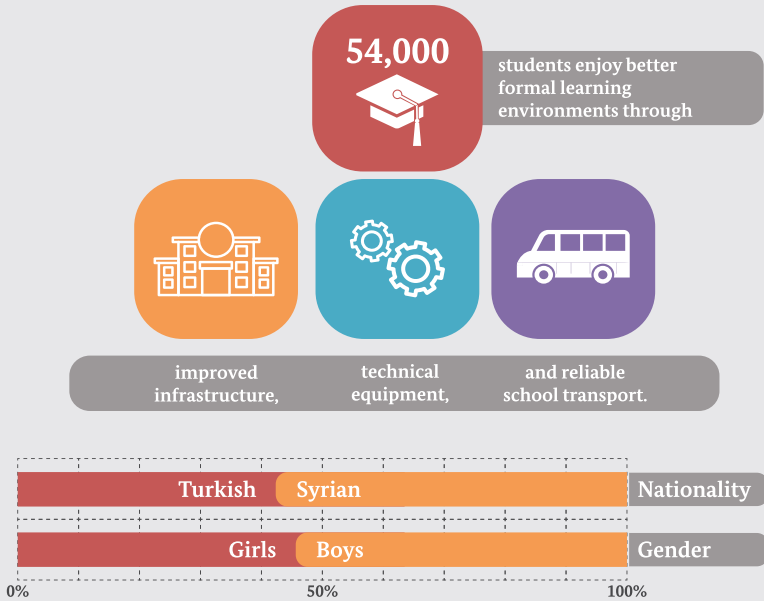 54,000
students enjoy better
formal learning
environments through
improved
infrastructure,
technical
equipment,
and reliable
school transport.
Turkish Syrian Nationality
Girls Boys Gender
0% 50% 100%